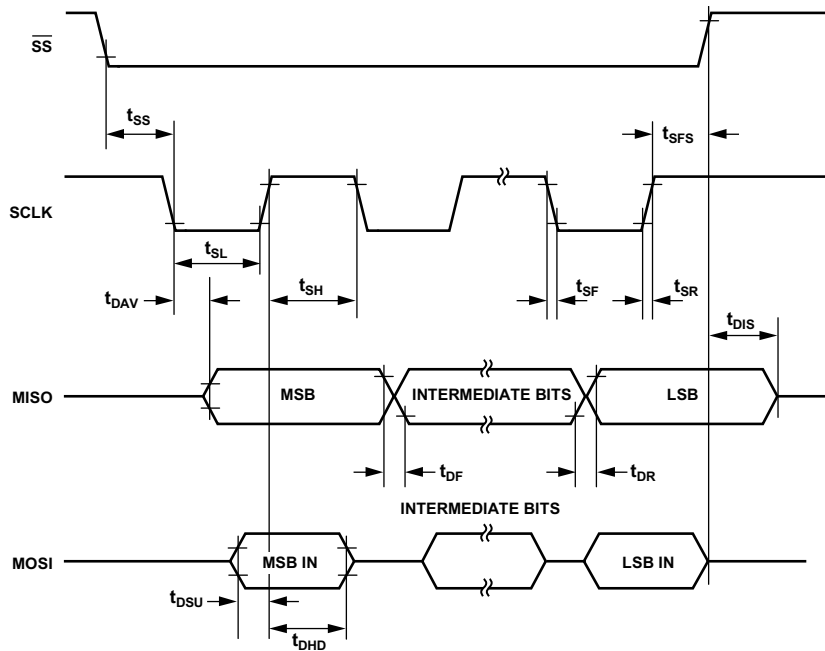 SS
tSS
tSFS
SCLK
tSL
tSH
tSF
tSR
tDAV
tDIS
MISO
MSB
INTERMEDIATE BITS
LSB
tDF
tDR
INTERMEDIATE BITS
MOSI
MSB IN
LSB IN
tDSU
tDHD